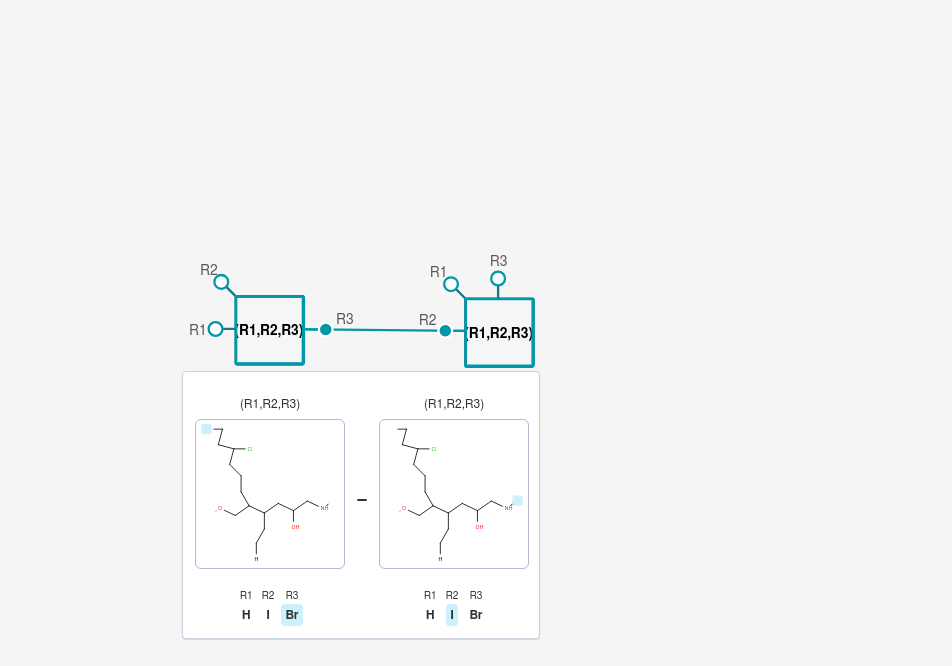 R3
R2
R1
R3
R2
R1
(R1,R2,R3)
(R1,R2,R3)
(R1,R2,R3)
(R1,R2,R3)
Cl
Cl
O
NH
O
NH
OH
OH
H
H
R1 R2 R3
R1 R2 R3
H I Br
H I Br